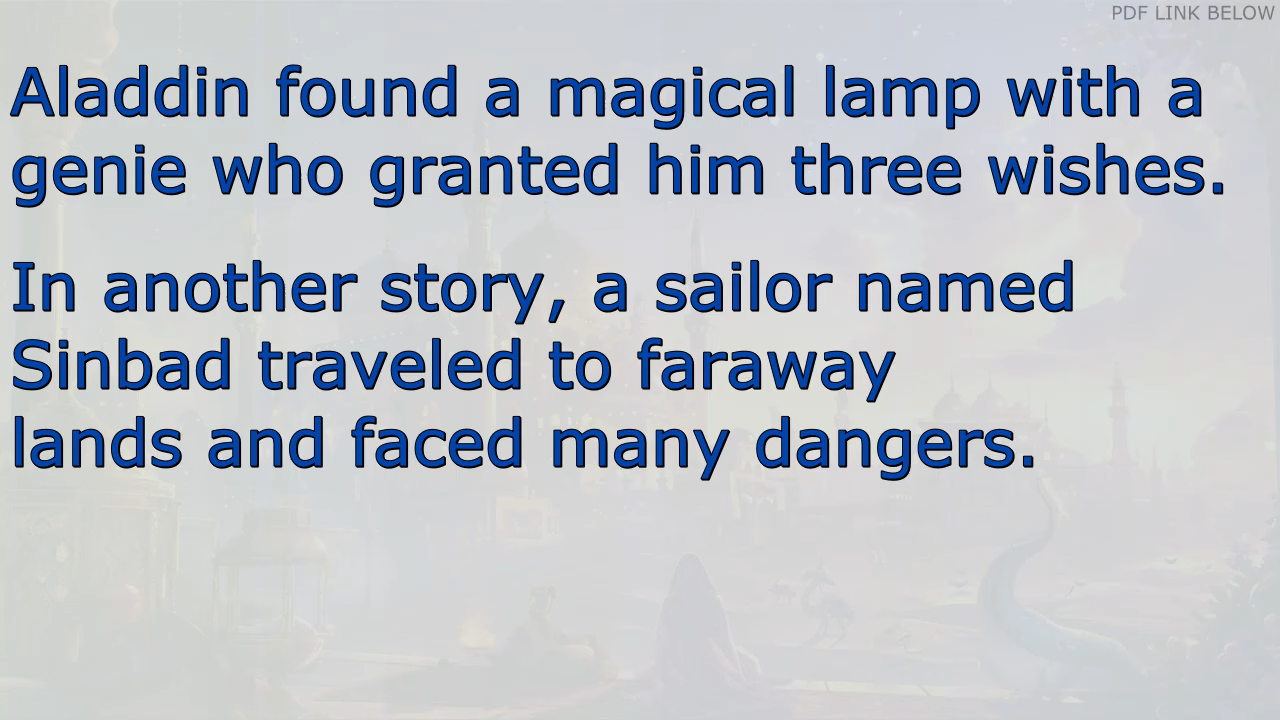 PDF LINK BELOW
Aladdin found a magical lamp with a
genie who granted him three wishes.
In another story, a sailor named
Sinbad traveled to faraway
lands and faced many dangers.